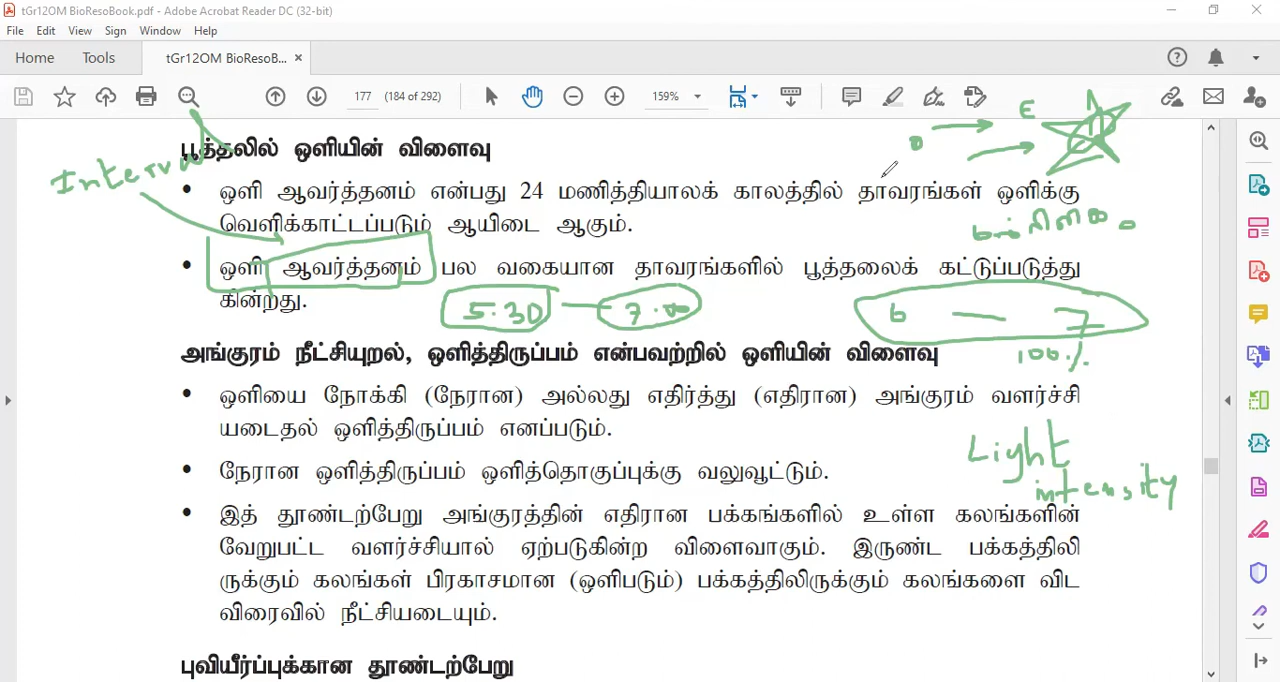 tGr12OM BioResoBook.pdf - Adobe Acrobat Reader DC (32-bit)
File Edit View Sign Window Help
Home Tools tGr12OM BioResoB... ×
177 (184 of 292) 159%
பூத்தலில் ஒளியின் விளைவு
Interval
E
• ஒளி ஆவர்த்தனம் என்பது 24 மணித்தியாலக் காலத்தில் தாவரங்கள் ஒளிக்கு
வெளிக்காட்டப்படும் ஆயிடை ஆகும்.
• ஒளி ஆவர்த்தனம் பல வகையான தாவரங்களில் பூத்தலைக் கட்டுப்படுத்து
கின்றது.
5.30 — 7.00
6 — 7
100%
அங்குரம் நீட்சியுறல், ஒளித்திருப்பம் என்பவற்றில் ஒளியின் விளைவு
• ஒளியை நோக்கி (நேரான) அல்லது எதிர்த்து (எதிரான) அங்குரம் வளர்ச்சி
யடைதல் ஒளித்திருப்பம் எனப்படும்.
Light
intensity
• நேரான ஒளித்திருப்பம் ஒளித்தொகுப்புக்கு வலுவூட்டும்.
• இத் தூண்டற்பேறு அங்குரத்தின் எதிரான பக்கங்களில் உள்ள கலங்களின்
வேறுபட்ட வளர்ச்சியால் ஏற்படுகின்ற விளைவாகும். இருண்ட பக்கத்திலி
ருக்கும் கலங்கள் பிரகாசமான (ஒளிபடும்) பக்கத்திலிருக்கும் கலங்களை விட
விரைவில் நீட்சியடையும்.
புவியீர்ப்புக்கான தூண்டற்பேறு